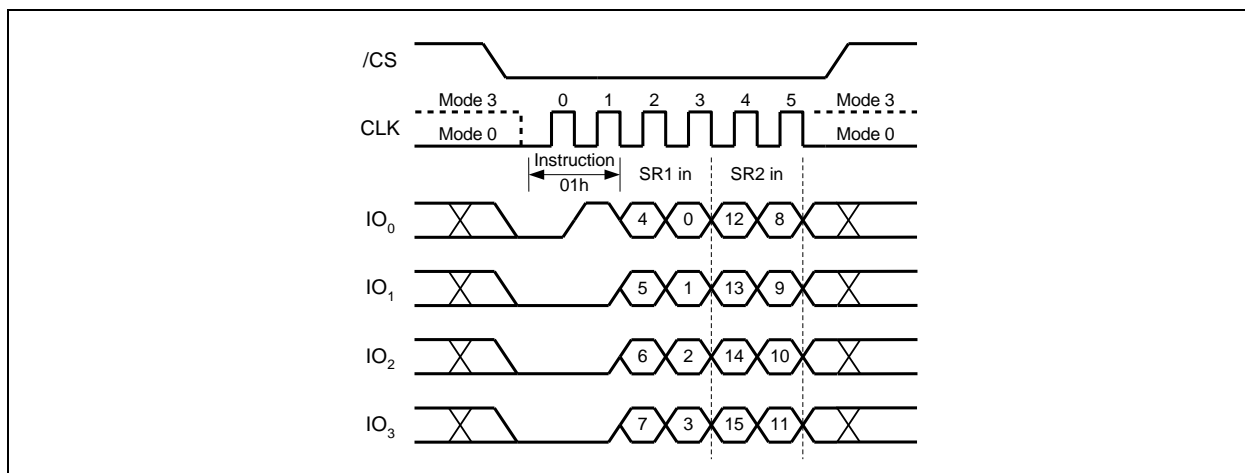 /CS
Mode 3 0 1 2 3 4 5 Mode 3
CLK
Mode 0 Mode 0
Instruction
01h
SR1 in SR2 in
IO0 4 0 12 8
IO1 5 1 13 9
IO2 6 2 14 10
IO3 7 3 15 11